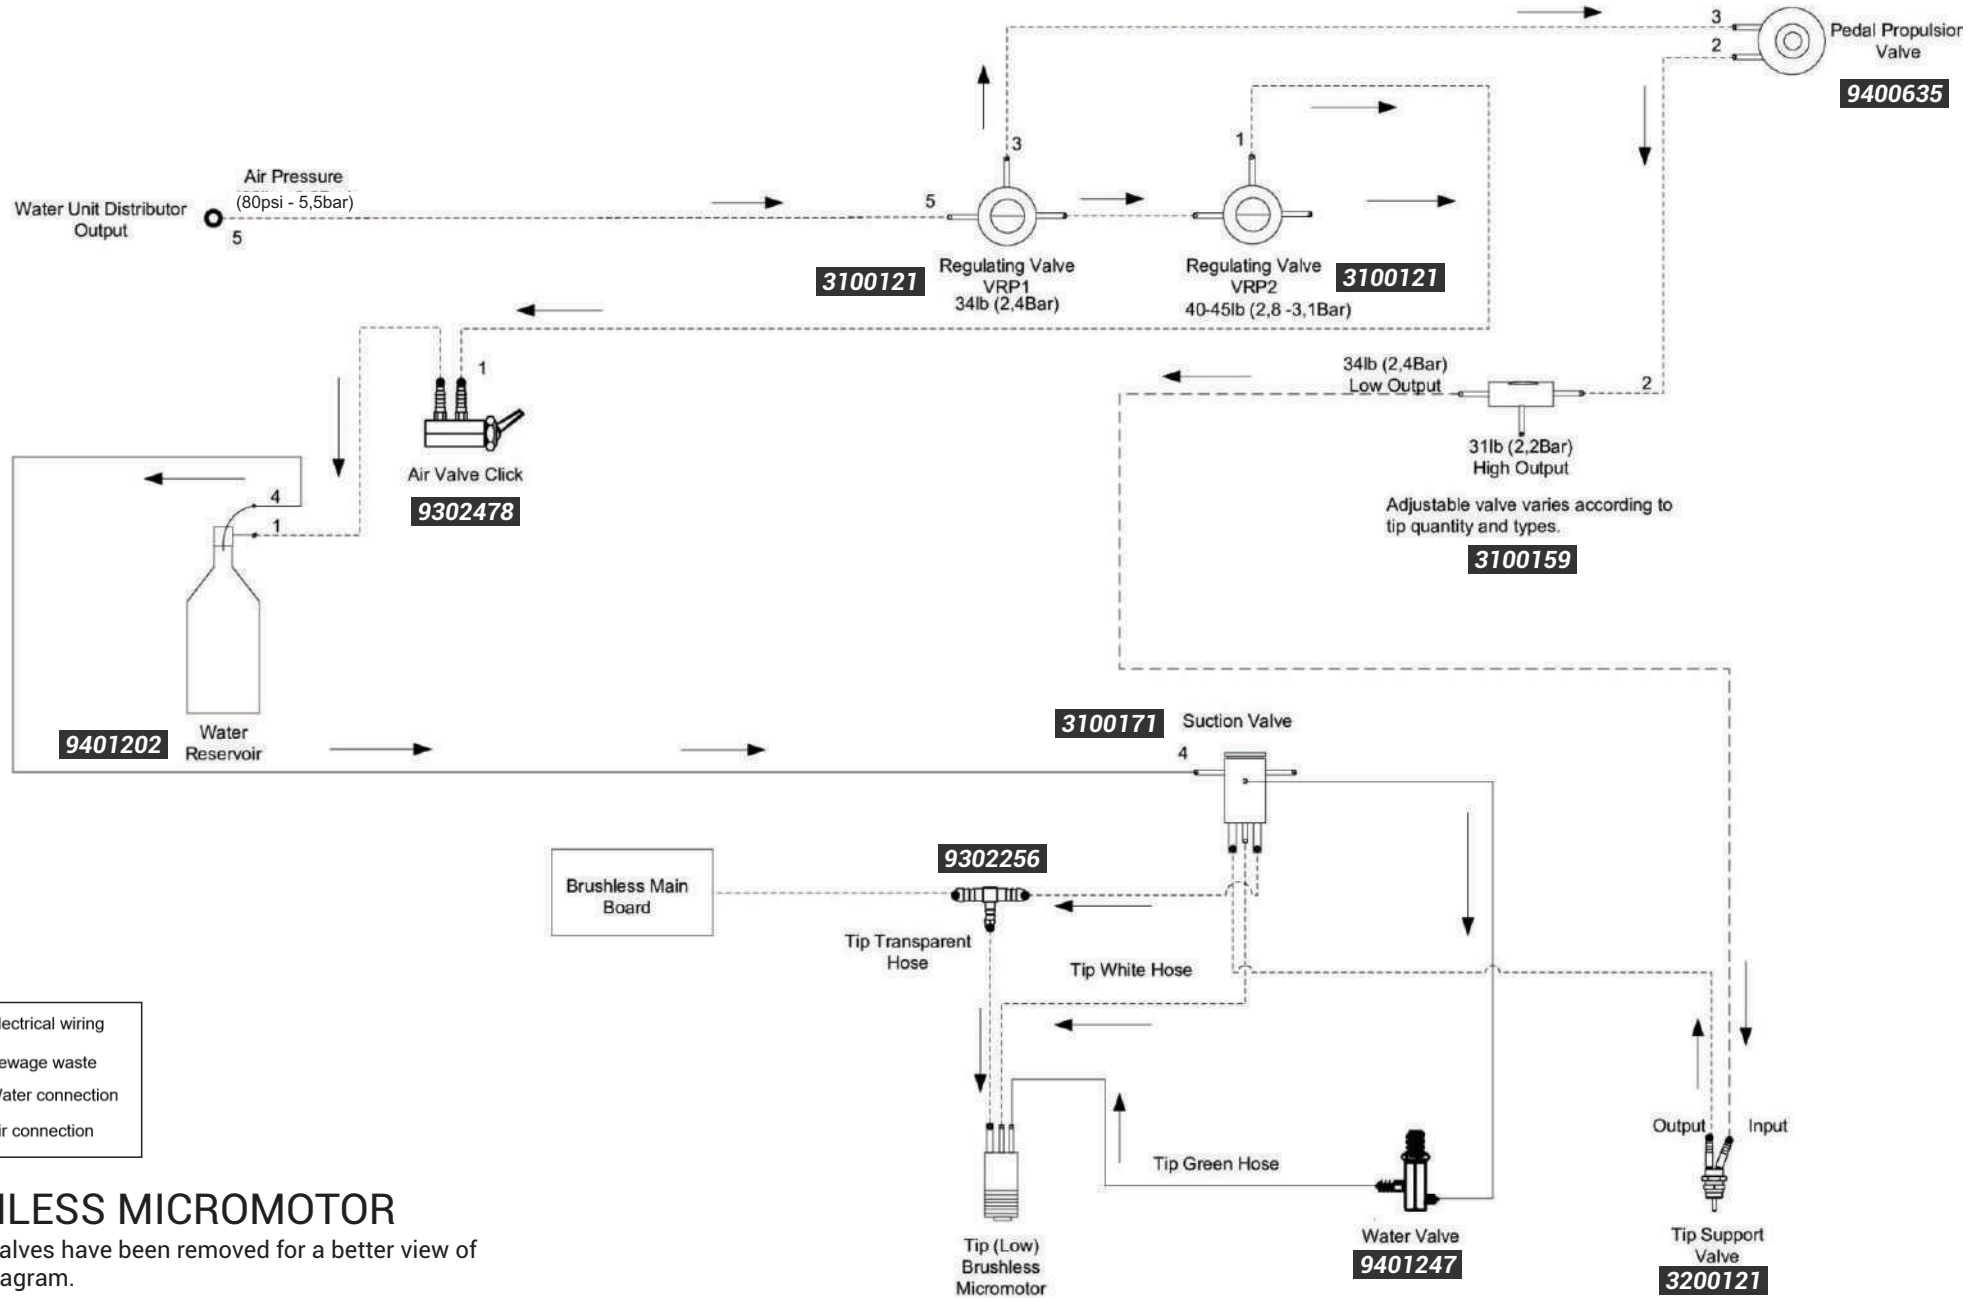 3
Pedal Propulsion
2
Valve
9400635
3
1
Air Pressure
(80psi - 5,5bar)
Water Unit Distributor
Output
5
5
Regulating Valve
VRP1
34lb (2,4Bar)
3100121
Regulating Valve
VRP2
40-45lb (2,8 -3,1Bar)
3100121
1
Air Valve Click
9302478
34lb (2,4Bar)
Low Output
2
31lb (2,2Bar)
High Output
Adjustable valve varies according to
tip quantity and types.
3100159
4
1
Water
Reservoir
9401202
3100171
Suction Valve
4
Brushless Main
Board
9302256
Tip Transparent
Hose
Tip White Hose
lectrical wiring
ewage waste
Water connection
ir connection
Output
Input
Tip Green Hose
Tip (Low)
Brushless
Micromotor
Water Valve
9401247
Tip Support
Valve
3200121
HLESS MICROMOTOR
alves have been removed for a better view of
agram.